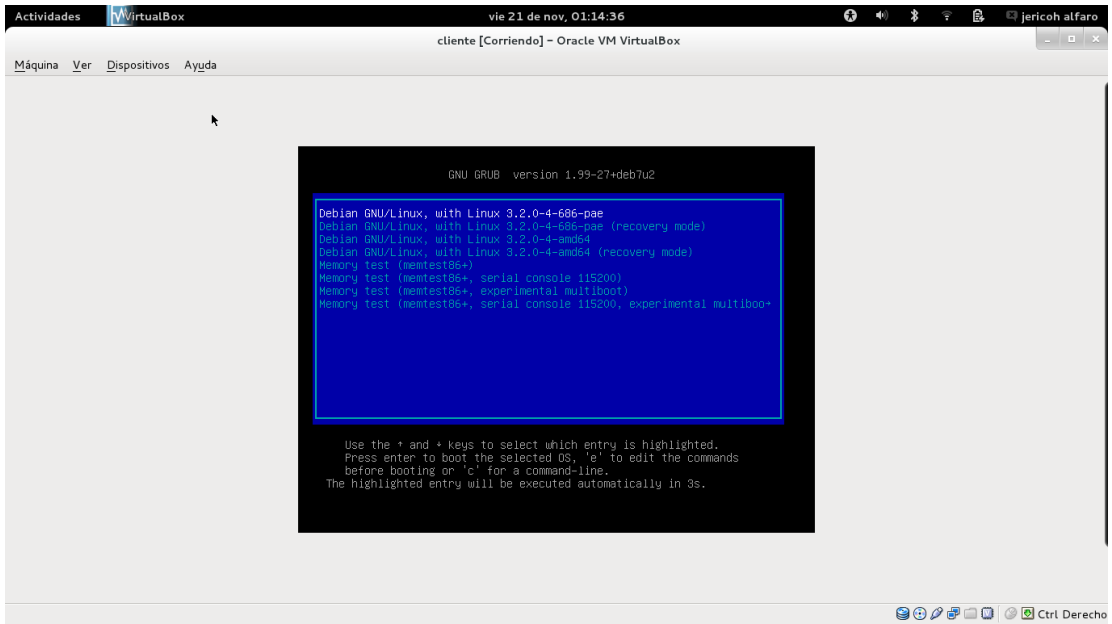 Actividades VirtualBox vie 21 de nov, 01:14:36 jericoh alfaro
cliente [Corriendo] – Oracle VM VirtualBox
Máquina Ver Dispositivos Ayuda
GNU GRUB version 1.99-27+deb7u2
Debian GNU/Linux, with Linux 3.2.0-4-686-pae
Debian GNU/Linux, with Linux 3.2.0-4-686-pae (recovery mode)
Debian GNU/Linux, with Linux 3.2.0-4-amd64
Debian GNU/Linux, with Linux 3.2.0-4-amd64 (recovery mode)
Memory test (memtest86+)
Memory test (memtest86+, serial console 115200)
Memory test (memtest86+, experimental multiboot)
Memory test (memtest86+, serial console 115200, experimental multiboo→
Use the ↑ and ↓ keys to select which entry is highlighted.
Press enter to boot the selected OS, 'e' to edit the commands
before booting or 'c' for a command-line.
The highlighted entry will be executed automatically in 3s.
Ctrl Derecho